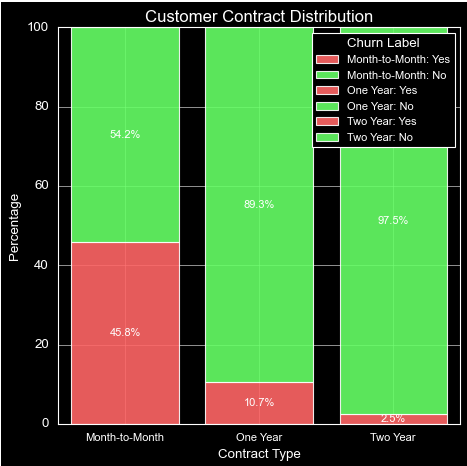 Customer Contract Distribution
100
80
60
40
20
0
Percentage
Churn Label
Month-to-Month: Yes
Month-to-Month: No
One Year: Yes
One Year: No
Two Year: Yes
Two Year: No
54.2%
89.3%
97.5%
45.8%
10.7%
2.5%
Month-to-Month
One Year
Two Year
Contract Type